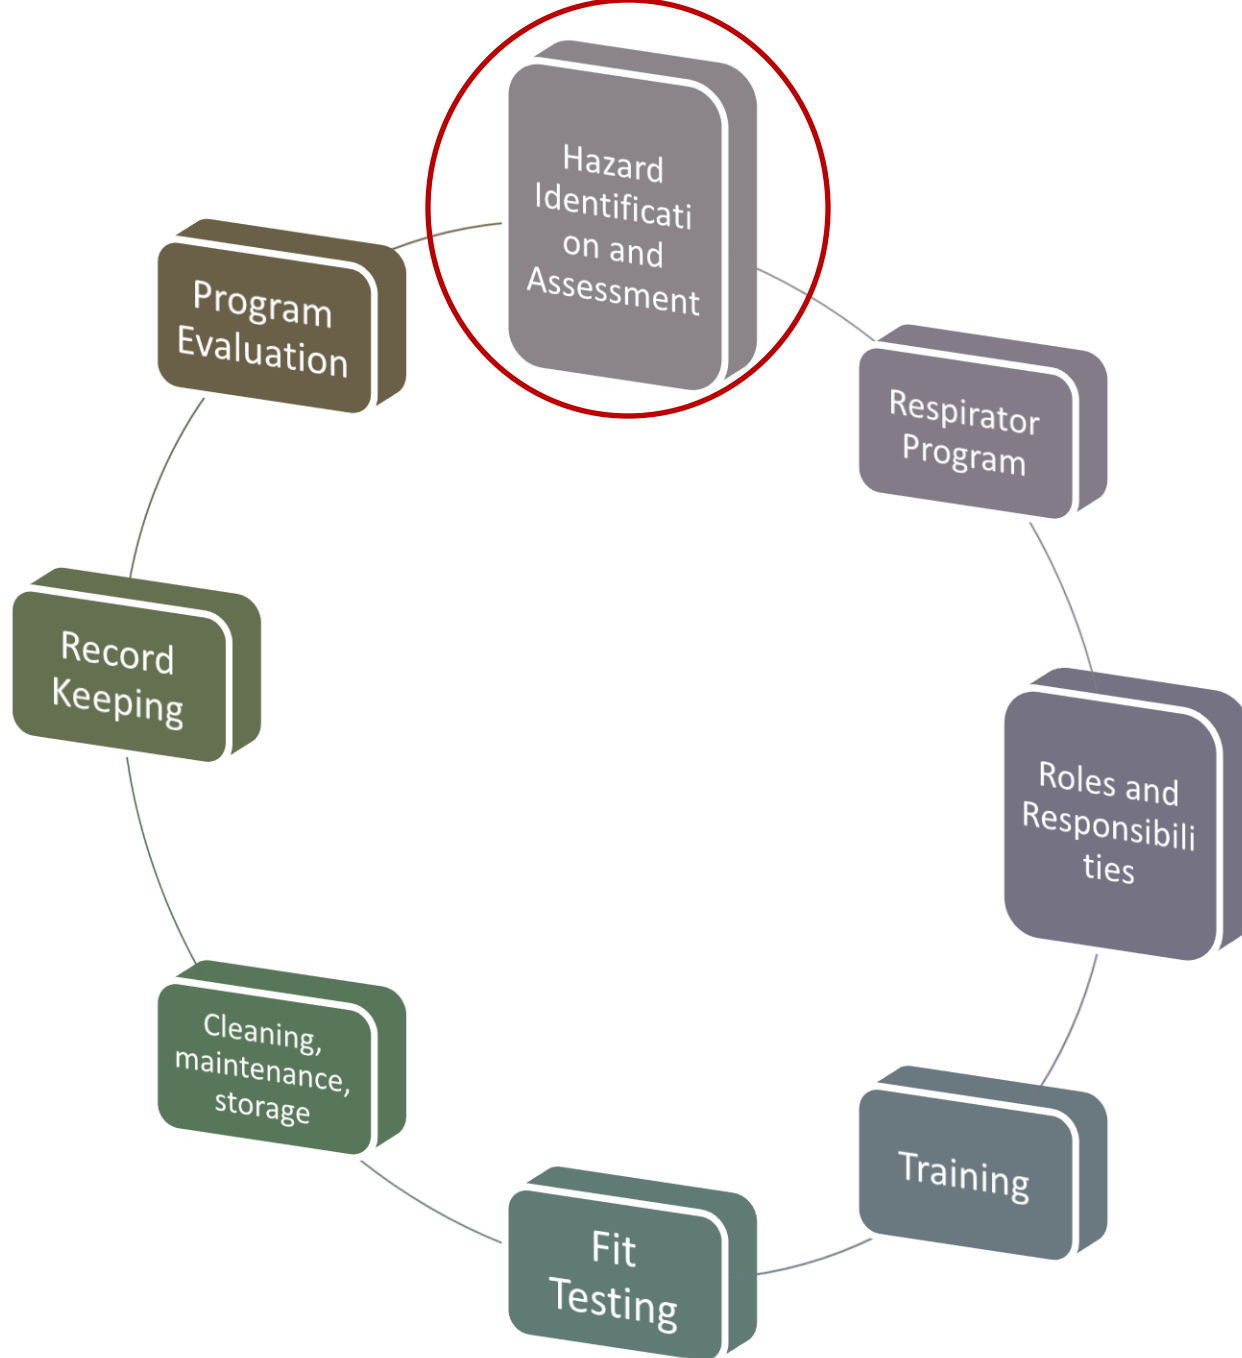 Hazard
Identificati
on and
Assessment
Respirator
Program
Roles and
Responsibili
ties
Training
Fit
Testing
Cleaning,
maintenance,
storage
Record
Keeping
Program
Evaluation